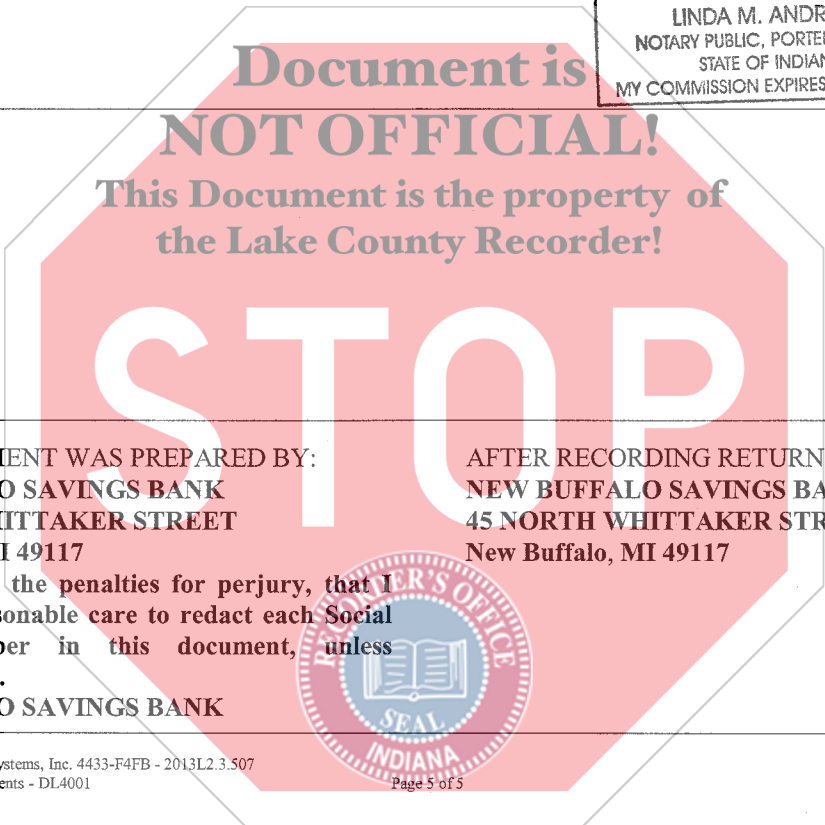 LINDA M. ANDR
NOTARY PUBLIC, PORTE
STATE OF INDIAN
MY COMMISSION EXPIRES
Document is
NOT OFFICIAL!
This Document is the property of
the Lake County Recorder!
STOP
IENT WAS PREPARED BY:
O SAVINGS BANK
HITTAKER STREET
I 49117
the penalties for perjury, that I
sonable care to redact each Social
ber in this document, unless
.
O SAVINGS BANK
AFTER RECORDING RETURN
NEW BUFFALO SAVINGS BA
45 NORTH WHITTAKER STR
New Buffalo, MI 49117
RECORDER'S OFFICE
SEAL
INDIANA
ystems, Inc. 4433-F4FB - 2013L2.3.507
ents - DL4001
Page 5 of 5